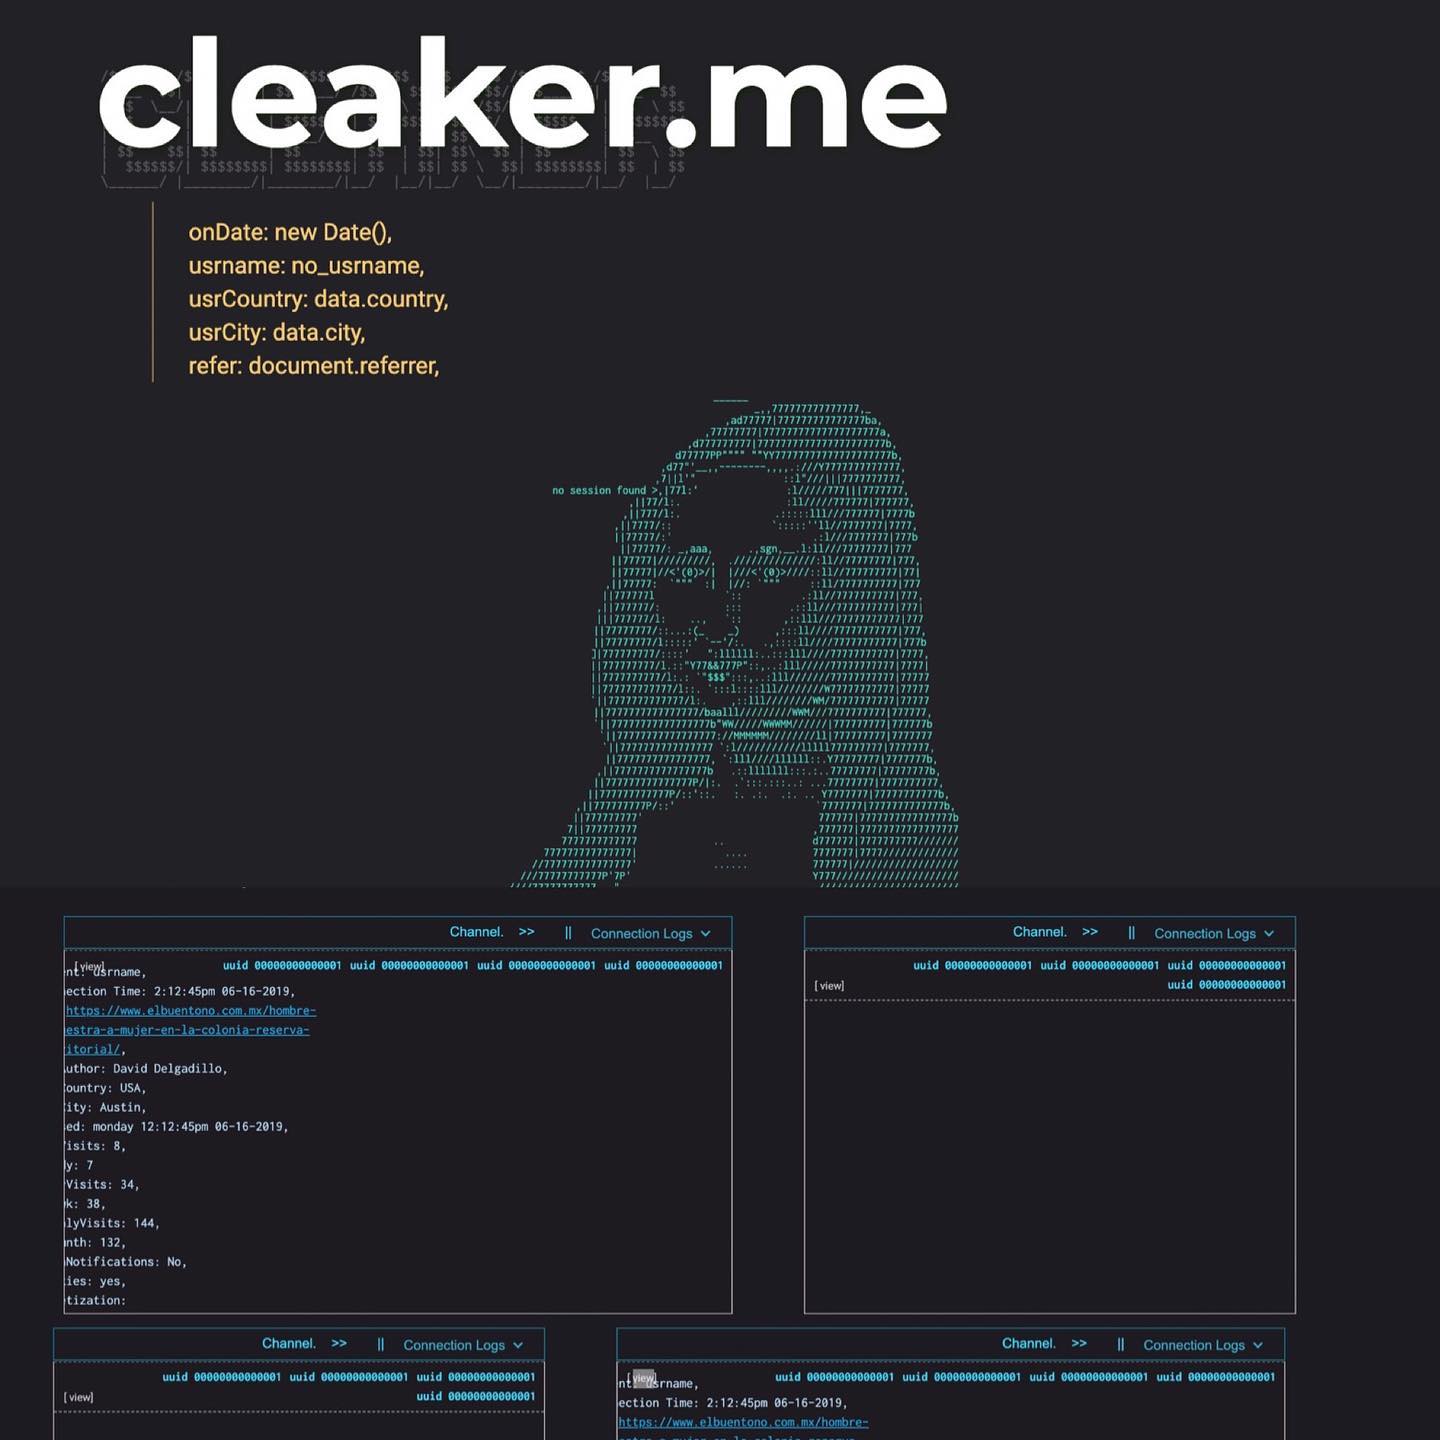 cleaker.me
onDate: new Date(),
usrname: no_usrname,
usrCountry: data.country,
usrCity: data.city,
refer: document.referrer,
no session found >
Channel. >> || Connection Logs
[view]
uuid 00000000000001 uuid 00000000000001 uuid 00000000000001 uuid 00000000000001
nt: usrname,
ection Time: 2:12:45pm 06-16-2019,
https://www.elbuentono.com.mx/hombre-
estra-a-mujer-en-la-colonia-reserva-
itorial/,
uthor: David Delgadillo,
ountry: USA,
ity: Austin,
ed: monday 12:12:45pm 06-16-2019,
isits: 8,
y: 7
Visits: 34,
k: 38,
lyVisits: 144,
nth: 132,
Notifications: No,
ies: yes,
tization:
Channel. >> || Connection Logs
uuid 00000000000001 uuid 00000000000001 uuid 00000000000001
[view] uuid 00000000000001
Channel. >> || Connection Logs
uuid 00000000000001 uuid 00000000000001 uuid 00000000000001
[view] uuid 00000000000001
Channel. >> || Connection Logs
[view]
uuid 00000000000001 uuid 00000000000001 uuid 00000000000001 uuid 00000000000001
nt: usrname,
ection Time: 2:12:45pm 06-16-2019,
https://www.elbuentono.com.mx/hombre-